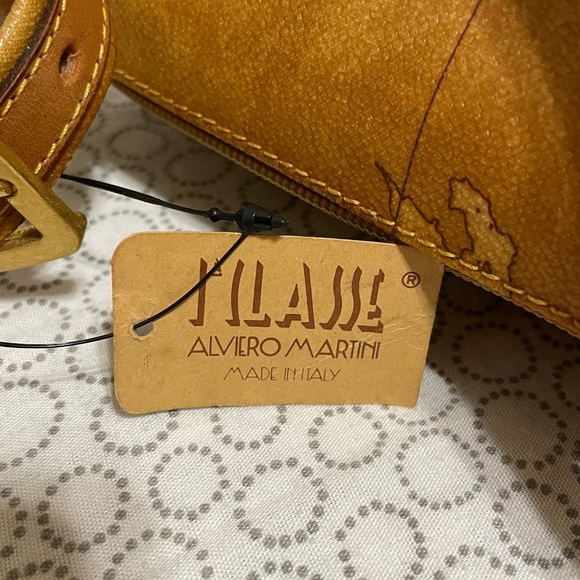 1ª CLASSE ®
ALVIERO MARTINI
MADE IN ITALY